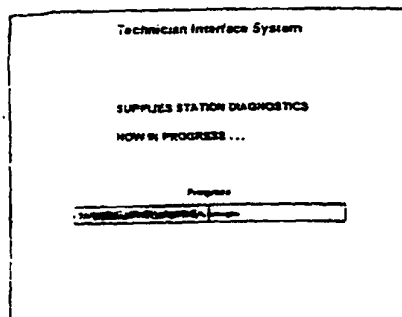 Technician Interface System
SUPPLIES STATION DIAGNOSTICS
NOW IN PROGRESS ...
Progress